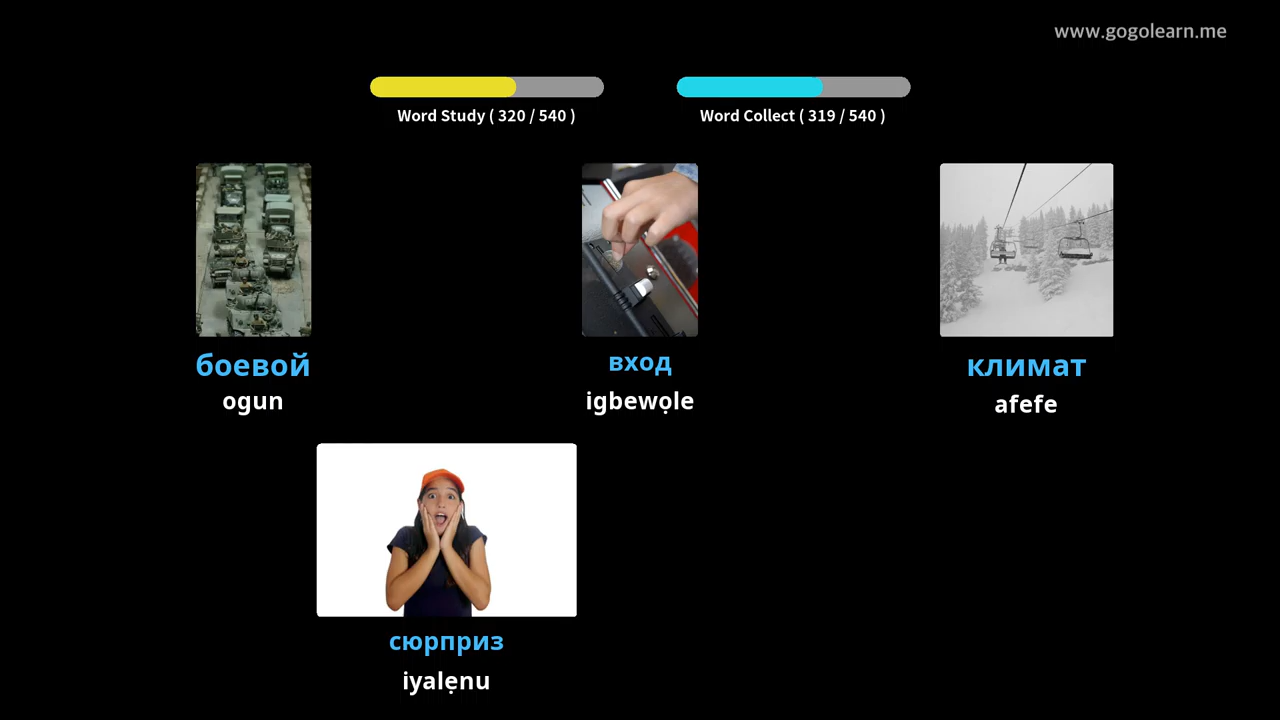 www.gogolearn.me
Word Study ( 320 / 540 )
Word Collect ( 319 / 540 )
боевой
ogun
вход
igbewọle
климат
afefe
сюрприз
iyalẹnu